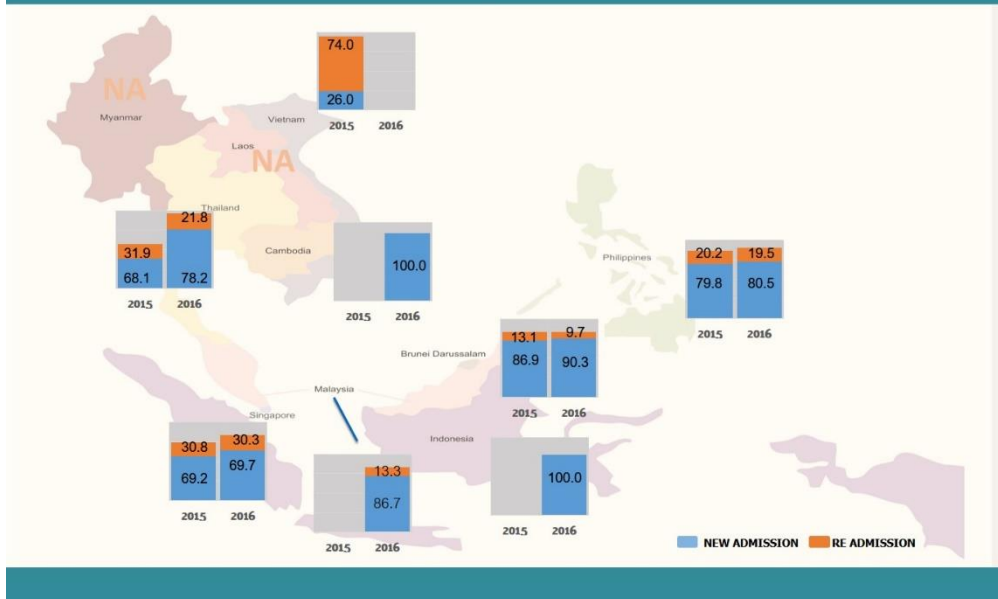 74.0
26.0
2015 2016
NA
Myanmar
Vietnam
Laos
NA
Thailand
21.8
31.9
68.1 78.2
2015 2016
Cambodia
100.0
2015 2016
Philippines
20.2 19.5
79.8 80.5
2015 2016
Brunei Darussalam
13.1 9.7
86.9 90.3
2015 2016
Malaysia
Singapore
30.8 30.3
69.2 69.7
2015 2016
Indonesia
13.3
86.7
2015 2016
100.0
2015 2016
NEW ADMISSION RE ADMISSION